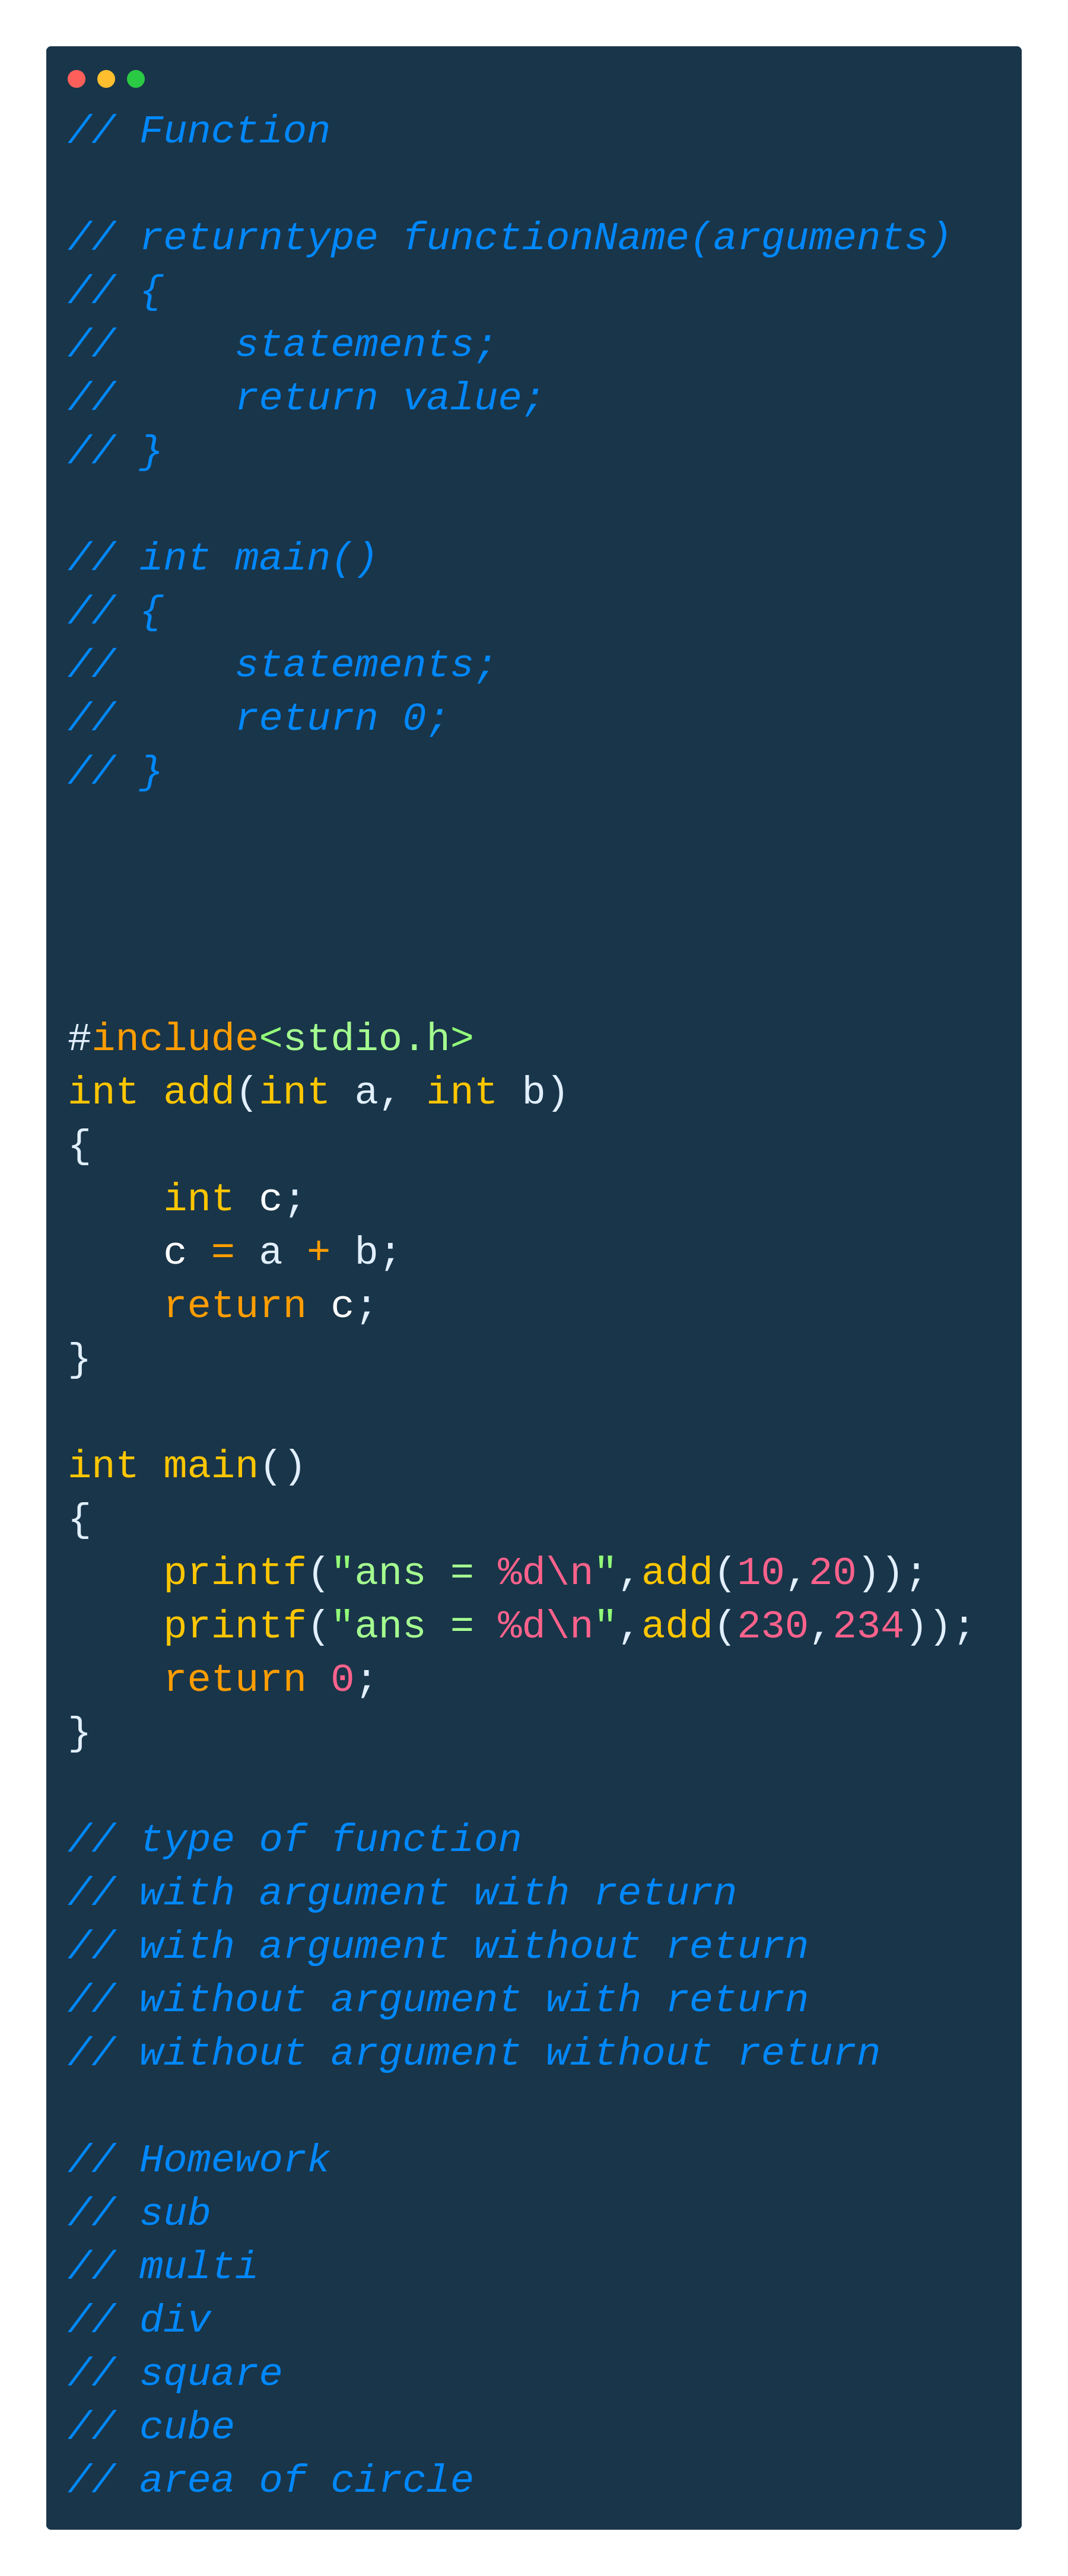 // Function

// returntype functionName(arguments)
// {
//     statements;
//     return value;
// }

// int main()
// {
//     statements;
//     return 0;
// }

#include<stdio.h>
int add(int a, int b)
{
    int c;
    c = a + b;
    return c;
}

int main()
{
    printf("ans = %d\n",add(10,20));
    printf("ans = %d\n",add(230,234));
    return 0;
}

// type of function
// with argument with return
// with argument without return
// without argument with return
// without argument without return

// Homework
// sub
// multi
// div
// square
// cube
// area of circle